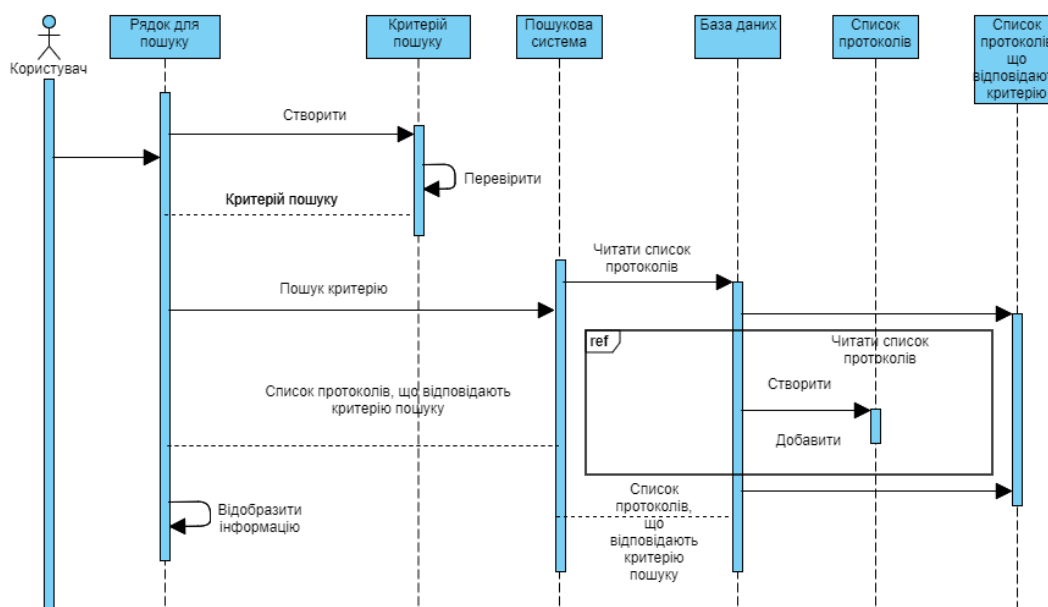 Рядок для
пошуку
Критерій
пошуку
Пошукова
система
База даних
Список
протоколів
Список
протоколів
що
відповідают
критерію
Користувач
Створити
Перевірити
Критерій пошуку
Читати список
протоколів
Пошук критерію
ref
Читати список
протоколів
Створити
Список протоколів, що відповідають
критерію пошуку
Добавити
Відобразити
інформацію
Список
протоколів,
що
відповідають
критерію
пошуку